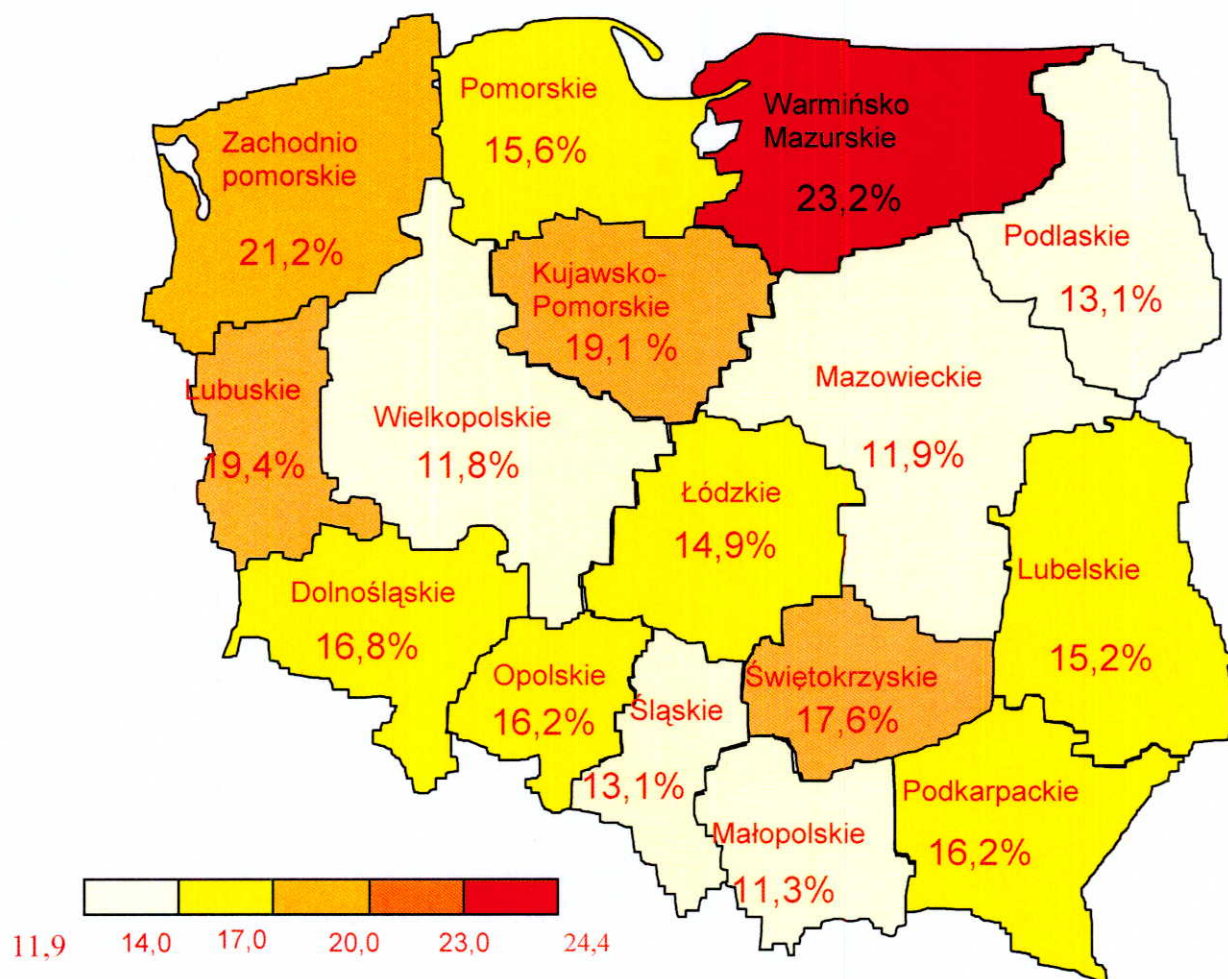 Pomorskie
15,6%
Warmińsko
Mazurskie
23,2%
Zachodnio
pomorskie
21,2%
Podlaskie
13,1%
Kujawsko-
Pomorskie
19,1 %
Mazowieckie
11,9%
Lubuskie
19,4%
Wielkopolskie
11,8%
Łódzkie
14,9%
Lubelskie
15,2%
Dolnośląskie
16,8%
Opolskie
16,2%
Śląskie
13,1%
Świętokrzyskie
17,6%
Podkarpackie
16,2%
Małopolskie
11,3%
11,9 14,0 17,0 20,0 23,0 24,4